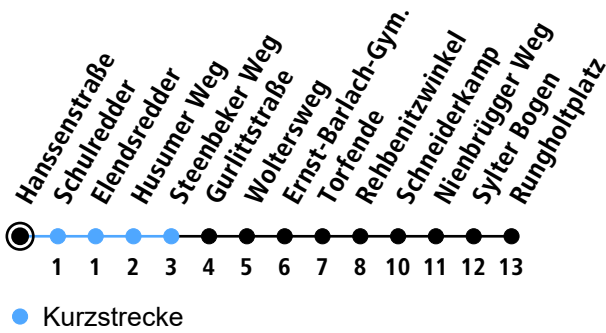 Hanssenstraße
Schulredder
Elendsredder
Husumer Weg
Steenbeker Weg
Gurlittstraße
Woltersweg
Ernst-Barlach-Gym.
Torfende
Rehbenitzwinkel
Schneiderkamp
Nienbrügger Weg
Sylter Bogen
Rungholtplatz
1 1 2 3 4 5 6 7 8 10 11 12 13
Kurzstrecke